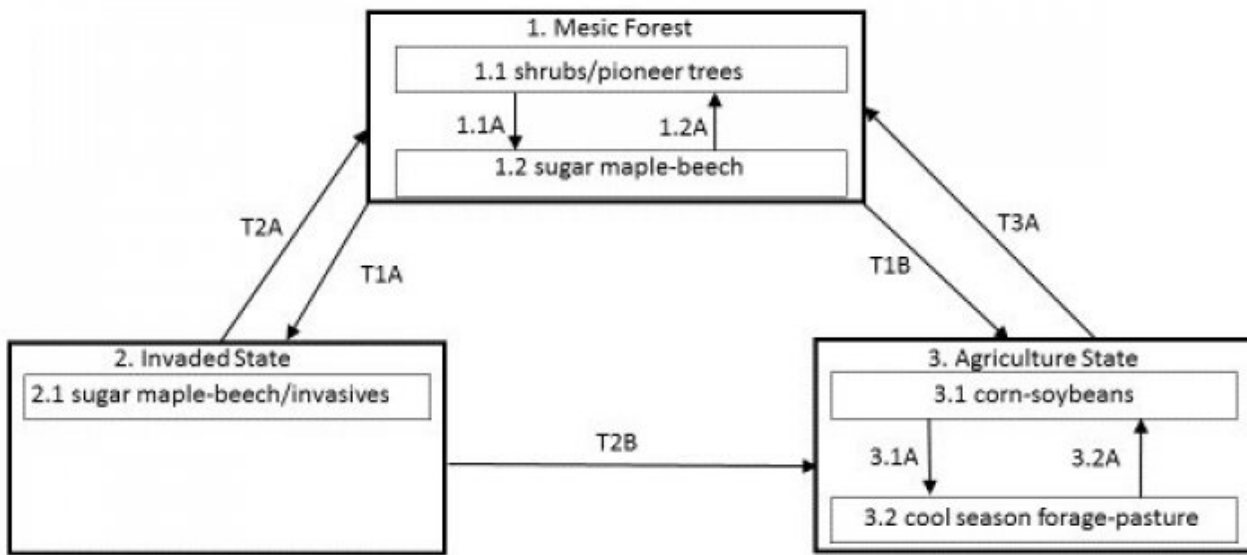 1. Mesic Forest
1.1 shrubs/pioneer trees
1.1A
1.2A
1.2 sugar maple-beech
T2A
T1A
T1B
T3A
2. Invaded State
2.1 sugar maple-beech/invasives
T2B
3. Agriculture State
3.1 corn-soybeans
3.1A
3.2A
3.2 cool season forage-pasture